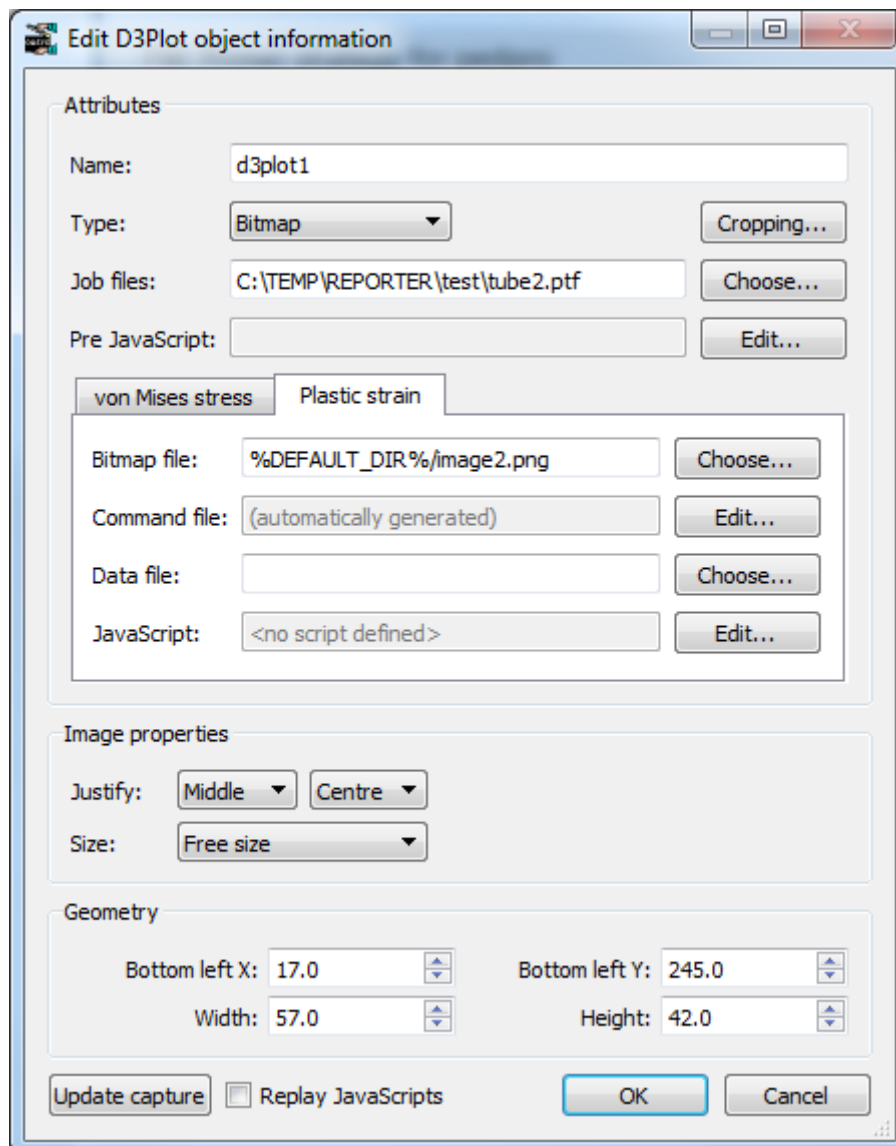 Edit D3Plot object information
Attributes
Name: d3plot1
Type: Bitmap Cropping...
Job files: C:\TEMP\REPORTER\test\tube2.ptf Choose...
Pre JavaScript: Edit...
von Mises stress Plastic strain
Bitmap file: %DEFAULT_DIR%/image2.png Choose...
Command file: (automatically generated) Edit...
Data file: Choose...
JavaScript: <no script defined> Edit...
Image properties
Justify: Middle Centre
Size: Free size
Geometry
Bottom left X: 17.0 Bottom left Y: 245.0
Width: 57.0 Height: 42.0
Update capture Replay JavaScripts OK Cancel